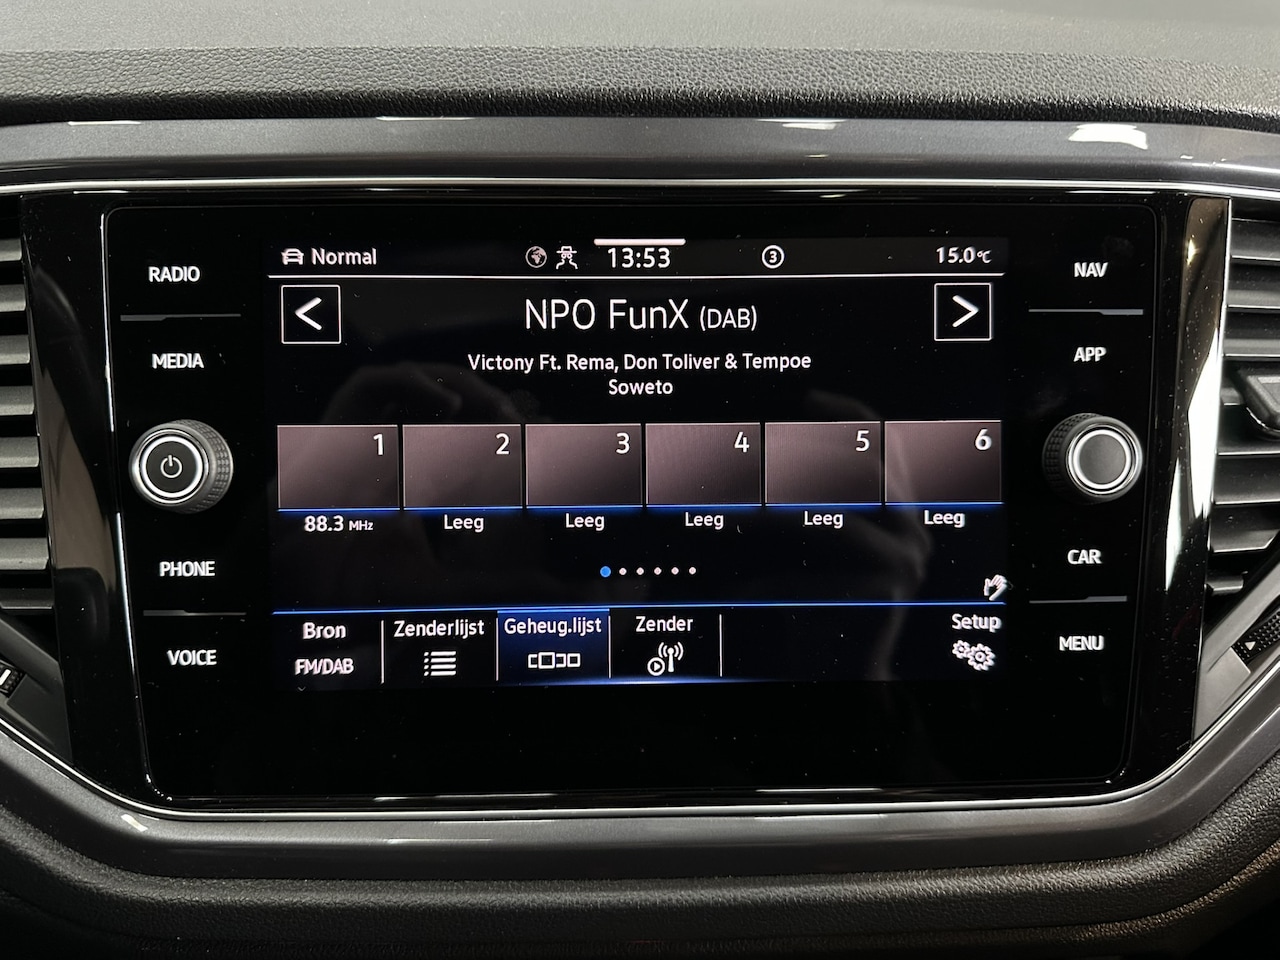 RADIO
MEDIA
PHONE
VOICE
Normal
13:53
3
15.0°C
<
NPO FunX (DAB)
>
Victony Ft. Rema, Don Toliver & Tempoe
Soweto
1 2 3 4 5 6
88.3 MHz Leeg Leeg Leeg Leeg Leeg
Bron Zenderlijst Geheug.lijst Zender Setup
FM/DAB
NAV
APP
CAR
MENU